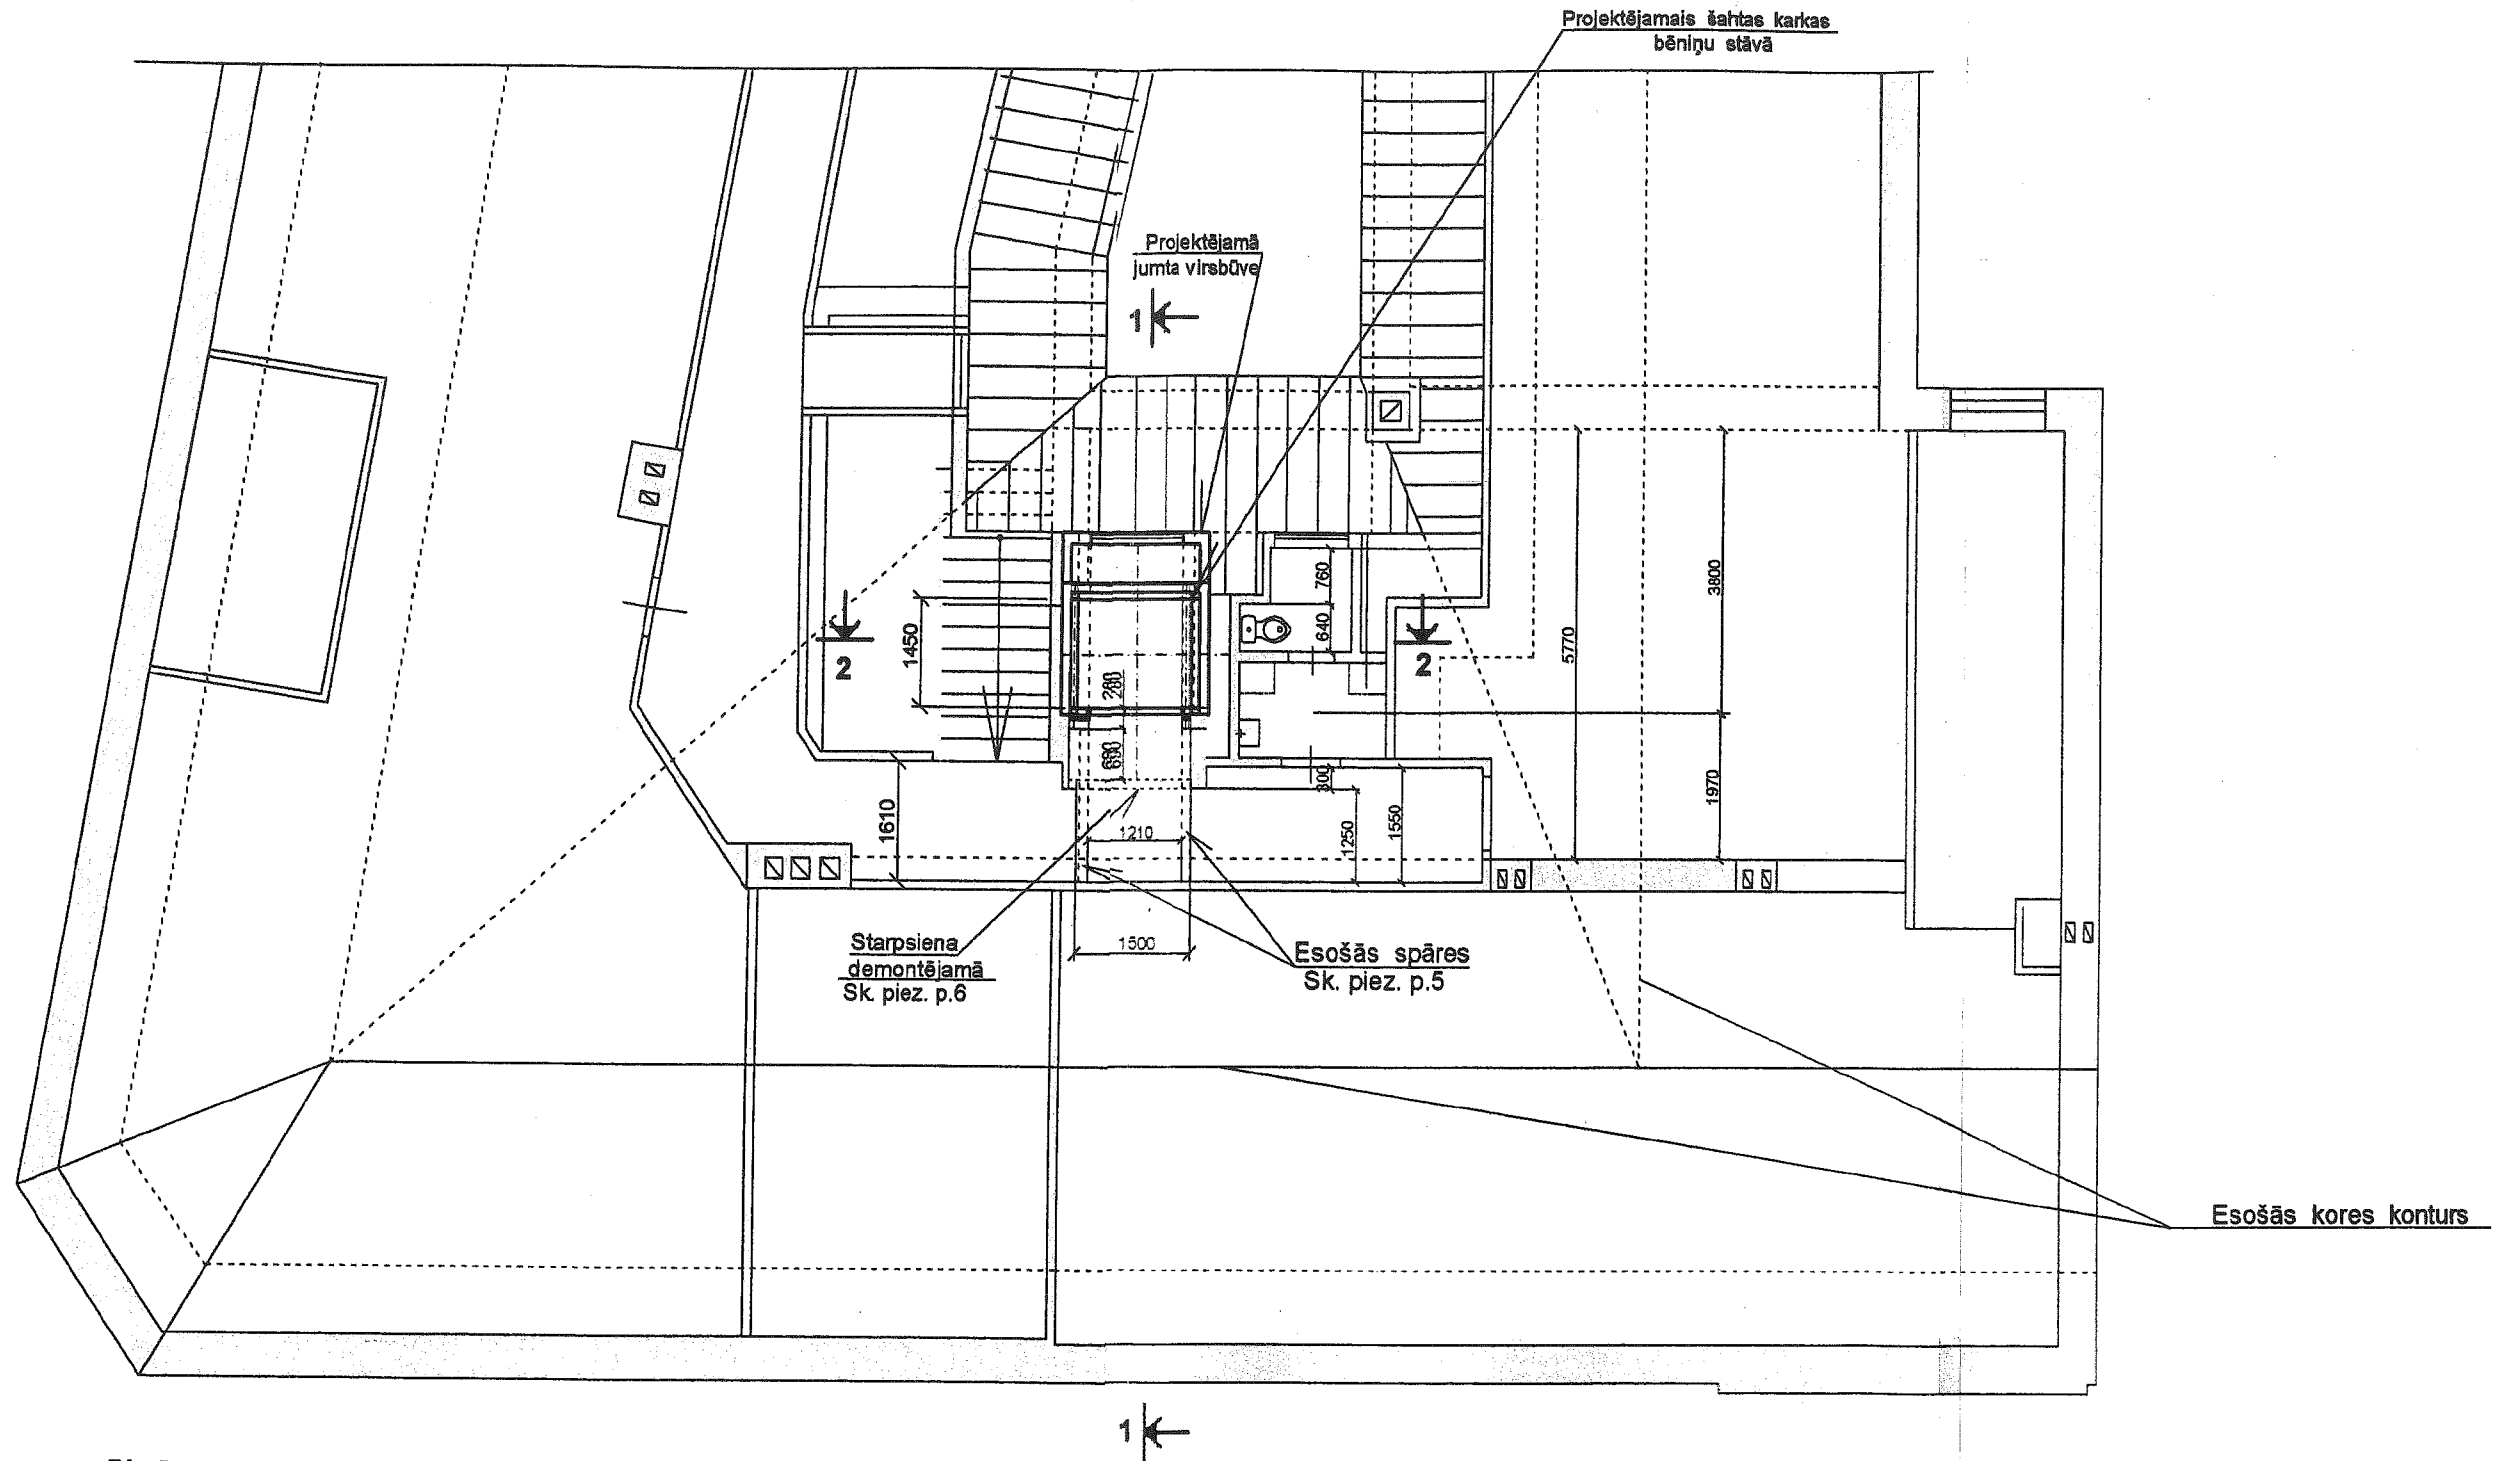 Projektējamais šahtas karkas
bēniņu stāvā
Projektējamā
jumta virsbūve
1
760
3800
640
5770
1450
2
2
280
690
300
1970
1610
1210
1250
1550
Starpsiena
demontējamā
Sk. piez. p.6
1500
Esošās spāres
Sk. piez. p.5
Esošās kores konturs
1